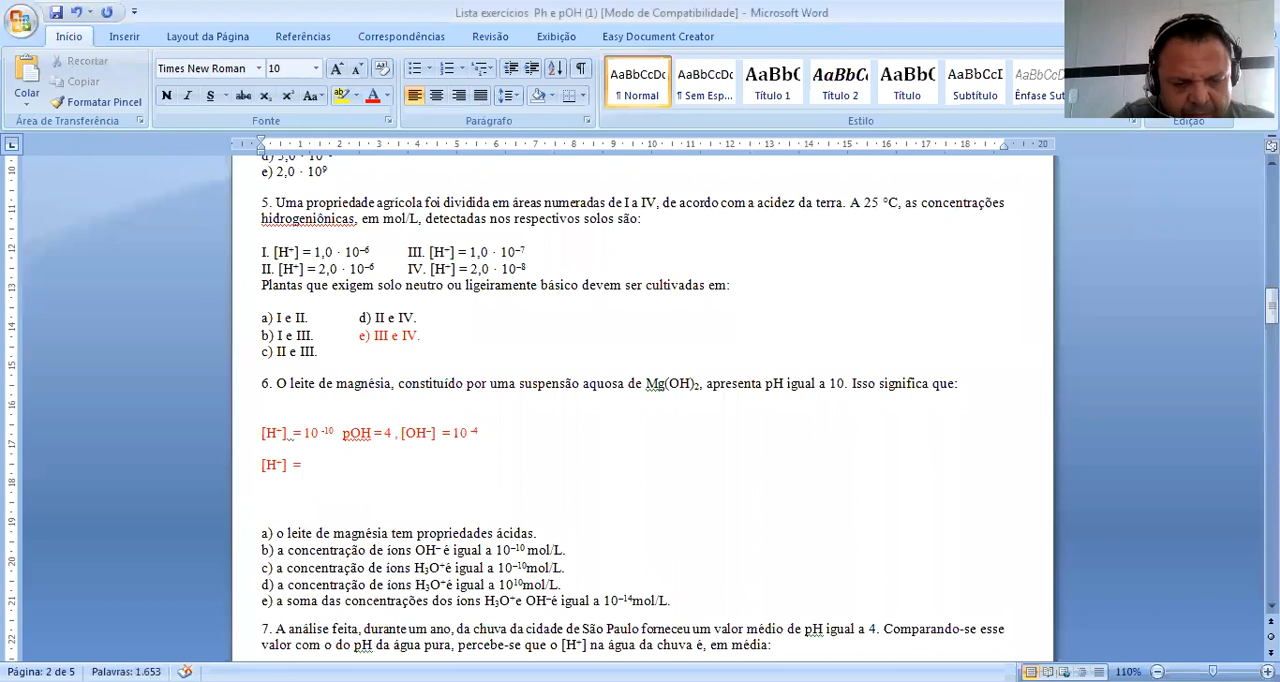 Lista exercicios Ph e pOH (1) [Modo de Compatibilidade] - Microsoft Word
Início Inserir Layout da Página Referências Correspondências Revisão Exibição Easy Document Creator
Recortar
Copiar
Colar
Formatar Pincel
Área de Transferência
Times New Roman 10
Fonte
Parágrafo
AaBbCcDc AaBbCcDc AaBbC AaBbCc AaBbC AaBbCcD AaBbCcD
¶ Normal ¶ Sem Esp... Título 1 Título 2 Título Subtítulo Ênfase Sut
Estilo
Edição
e) 2,0 · 10⁹
5. Uma propriedade agrícola foi dividida em áreas numeradas de I a IV, de acordo com a acidez da terra. A 25 °C, as concentrações
hidrogeniônicas, em mol/L, detectadas nos respectivos solos são:
I. [H⁺] = 1,0 · 10⁻⁶ III. [H⁺] = 1,0 · 10⁻⁷
II. [H⁺] = 2,0 · 10⁻⁶ IV. [H⁺] = 2,0 · 10⁻⁸
Plantas que exigem solo neutro ou ligeiramente básico devem ser cultivadas em:
a) I e II. d) II e IV.
b) I e III. e) III e IV.
c) II e III.
6. O leite de magnésia, constituído por uma suspensão aquosa de Mg(OH)₂, apresenta pH igual a 10. Isso significa que:
[H⁺] = 10 ⁻¹⁰ pOH = 4 , [OH⁻] = 10 ⁻⁴
[H⁺] =
a) o leite de magnésia tem propriedades ácidas.
b) a concentração de íons OH⁻ é igual a 10⁻¹⁰ mol/L.
c) a concentração de íons H₃O⁺é igual a 10⁻¹⁰mol/L.
d) a concentração de íons H₃O⁺é igual a 10¹⁰mol/L.
e) a soma das concentrações dos íons H₃O⁺e OH⁻é igual a 10⁻¹⁴mol/L.
7. A análise feita, durante um ano, da chuva da cidade de São Paulo forneceu um valor médio de pH igual a 4. Comparando-se esse
valor com o do pH da água pura, percebe-se que o [H⁺] na água da chuva é, em média:
Página: 2 de 5 Palavras: 1.653 110%